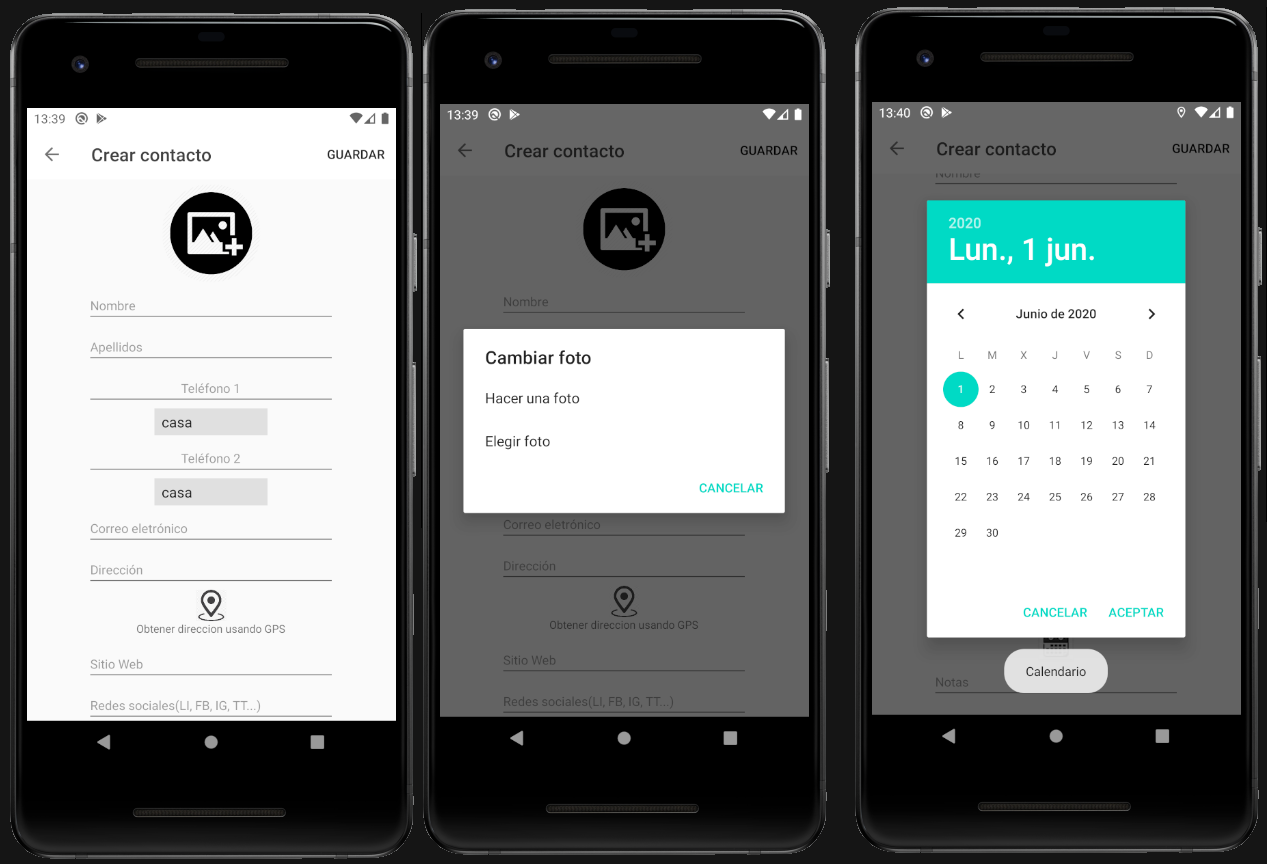 13:39
Crear contacto
GUARDAR
Nombre
Apellidos
Teléfono 1
casa
Teléfono 2
casa
Correo eletrónico
Dirección
Obtener direccion usando GPS
Sitio Web
Redes sociales(LI, FB, IG, TT...)
13:39
Crear contacto
GUARDAR
Nombre
Cambiar foto
Hacer una foto
Elegir foto
CANCELAR
Correo eletrónico
Dirección
Obtener direccion usando GPS
Sitio Web
Redes sociales(LI, FB, IG, TT...)
13:40
Crear contacto
GUARDAR
Nombre
2020
Lun., 1 jun.
Junio de 2020
L M X J V S D
1 2 3 4 5 6 7
8 9 10 11 12 13 14
15 16 17 18 19 20 21
22 23 24 25 26 27 28
29 30
CANCELAR ACEPTAR
Calendario
Notas